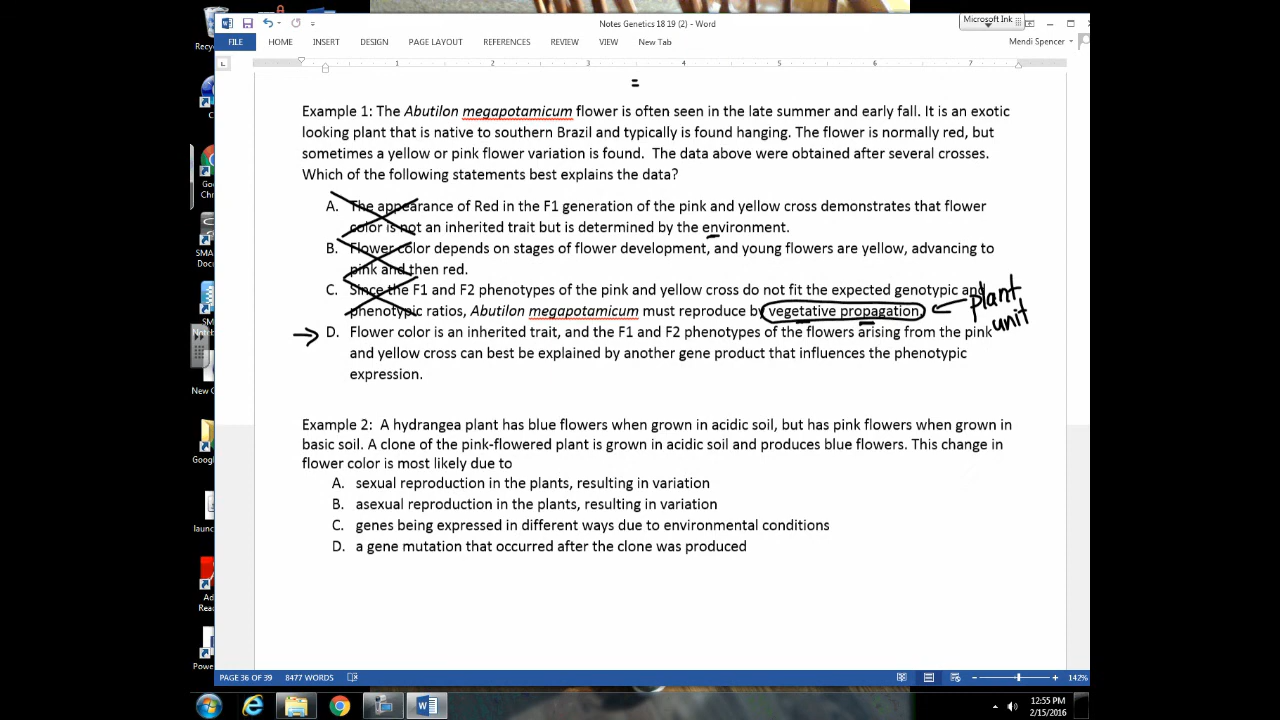 Notes Genetics 18 19 (2) - Word
Microsoft Ink
FILE HOME INSERT DESIGN PAGE LAYOUT REFERENCES REVIEW VIEW New Tab
Mendi Spencer
1 2 3 4 5 6 7
=
Example 1: The Abutilon megapotamicum flower is often seen in the late summer and early fall. It is an exotic
looking plant that is native to southern Brazil and typically is found hanging. The flower is normally red, but
sometimes a yellow or pink flower variation is found. The data above were obtained after several crosses.
Which of the following statements best explains the data?
A. The appearance of Red in the F1 generation of the pink and yellow cross demonstrates that flower
color is not an inherited trait but is determined by the environment.
B. Flower color depends on stages of flower development, and young flowers are yellow, advancing to
pink and then red.
C. Since the F1 and F2 phenotypes of the pink and yellow cross do not fit the expected genotypic and
phenotypic ratios, Abutilon megapotamicum must reproduce by vegetative propagation.
plant
unit
D. Flower color is an inherited trait, and the F1 and F2 phenotypes of the flowers arising from the pink
and yellow cross can best be explained by another gene product that influences the phenotypic
expression.
Example 2: A hydrangea plant has blue flowers when grown in acidic soil, but has pink flowers when grown in
basic soil. A clone of the pink-flowered plant is grown in acidic soil and produces blue flowers. This change in
flower color is most likely due to
A. sexual reproduction in the plants, resulting in variation
B. asexual reproduction in the plants, resulting in variation
C. genes being expressed in different ways due to environmental conditions
D. a gene mutation that occurred after the clone was produced
PAGE 36 OF 39 8477 WORDS
142%
12:55 PM
2/15/2016